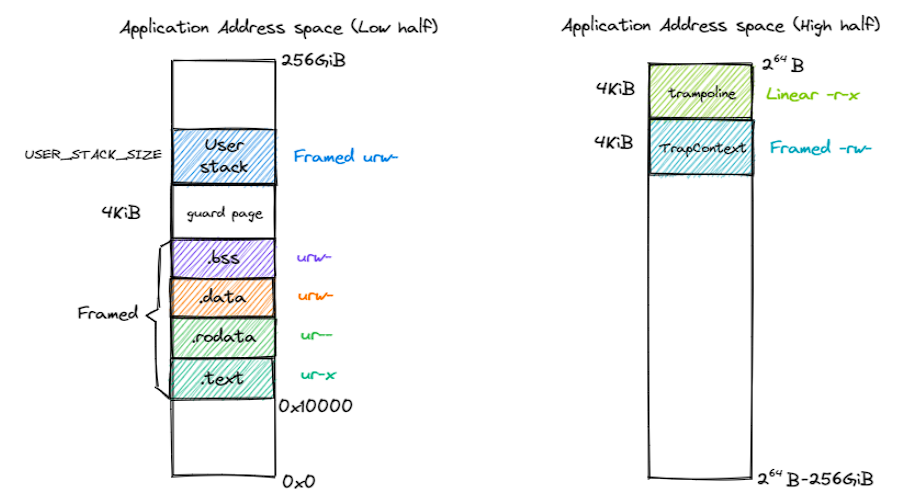 Application Address space (Low half)
256GiB
USER_STACK_SIZE
User
stack
Framed urw-
4KiB
guard page
.bss
urw-
.data
urw-
Framed
.rodata
ur--
.text
ur-x
0x10000
0x0
Application Address space (High half)
2^64 B
4KiB
trampoline
Linear -r-x
4KiB
TrapContext
Framed -rw-
2^64 B-256GiB